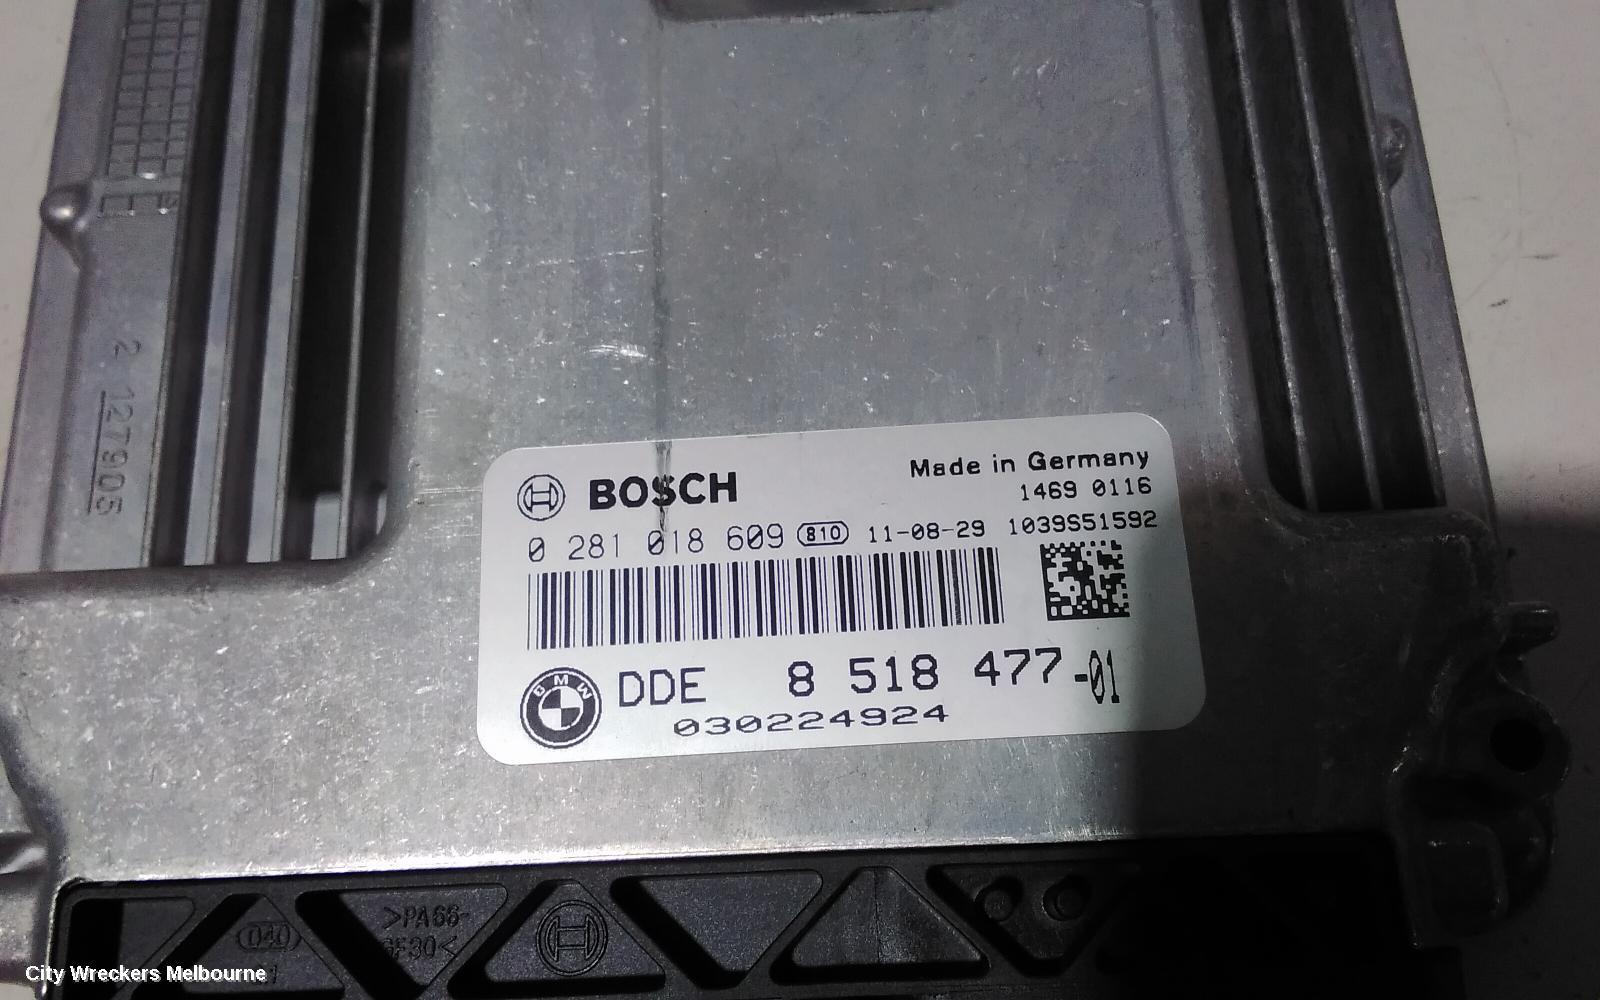 2 127905
BOSCH
Made in Germany
1469 0116
0 281 018 609 810 11-08-29 1039S51592
BMW
DDE 8 518 477-01
030224924
>PA66-
GF30<
040
City Wreckers Melbourne